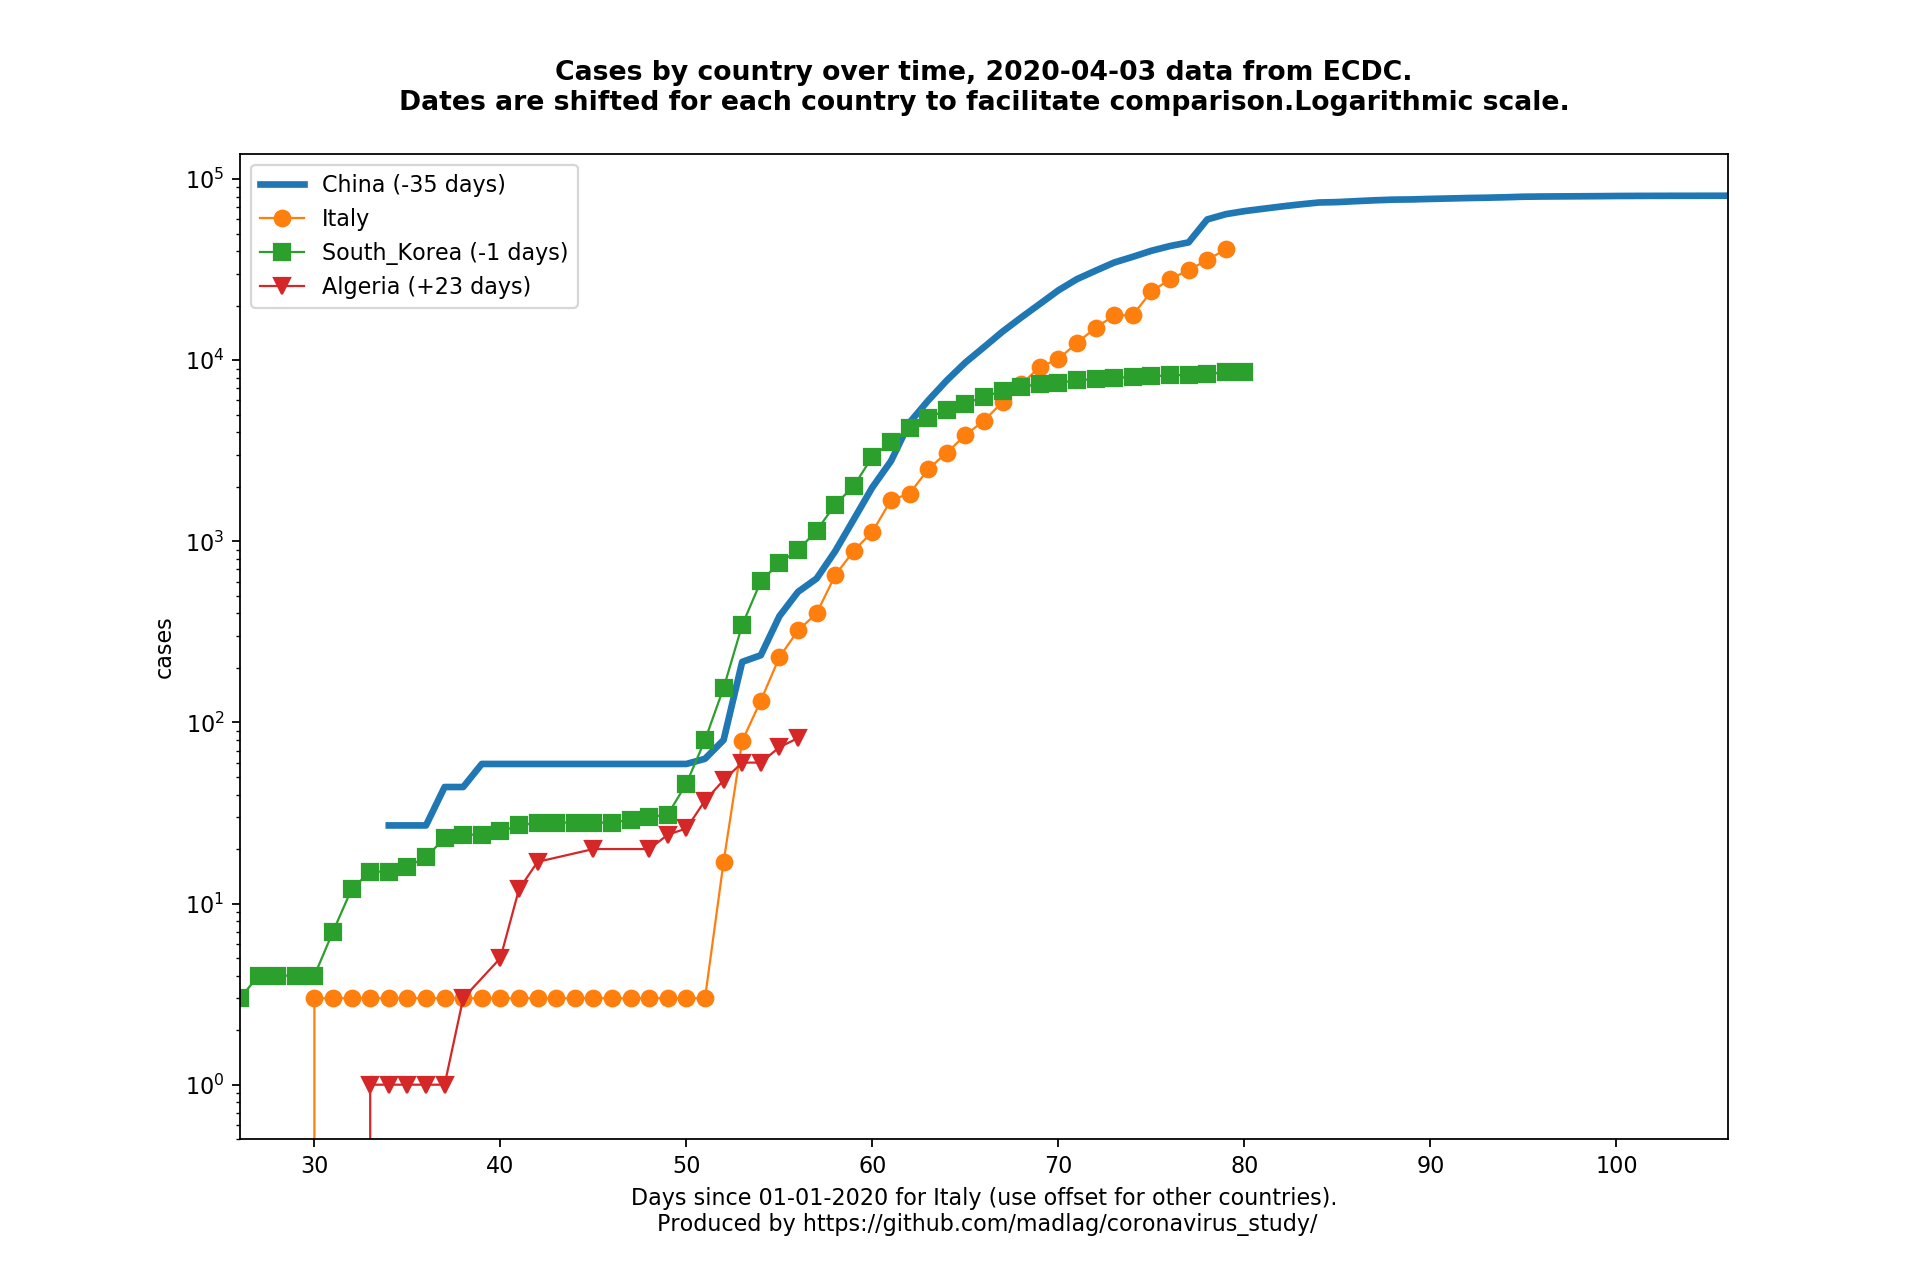 Cases by country over time, 2020-04-03 data from ECDC.
Dates are shifted for each country to facilitate comparison.Logarithmic scale.
China (-35 days)
Italy
South_Korea (-1 days)
Algeria (+23 days)
10⁵
10⁴
10³
10²
10¹
10⁰
cases
30 40 50 60 70 80 90 100
Days since 01-01-2020 for Italy (use offset for other countries).
Produced by https://github.com/madlag/coronavirus_study/